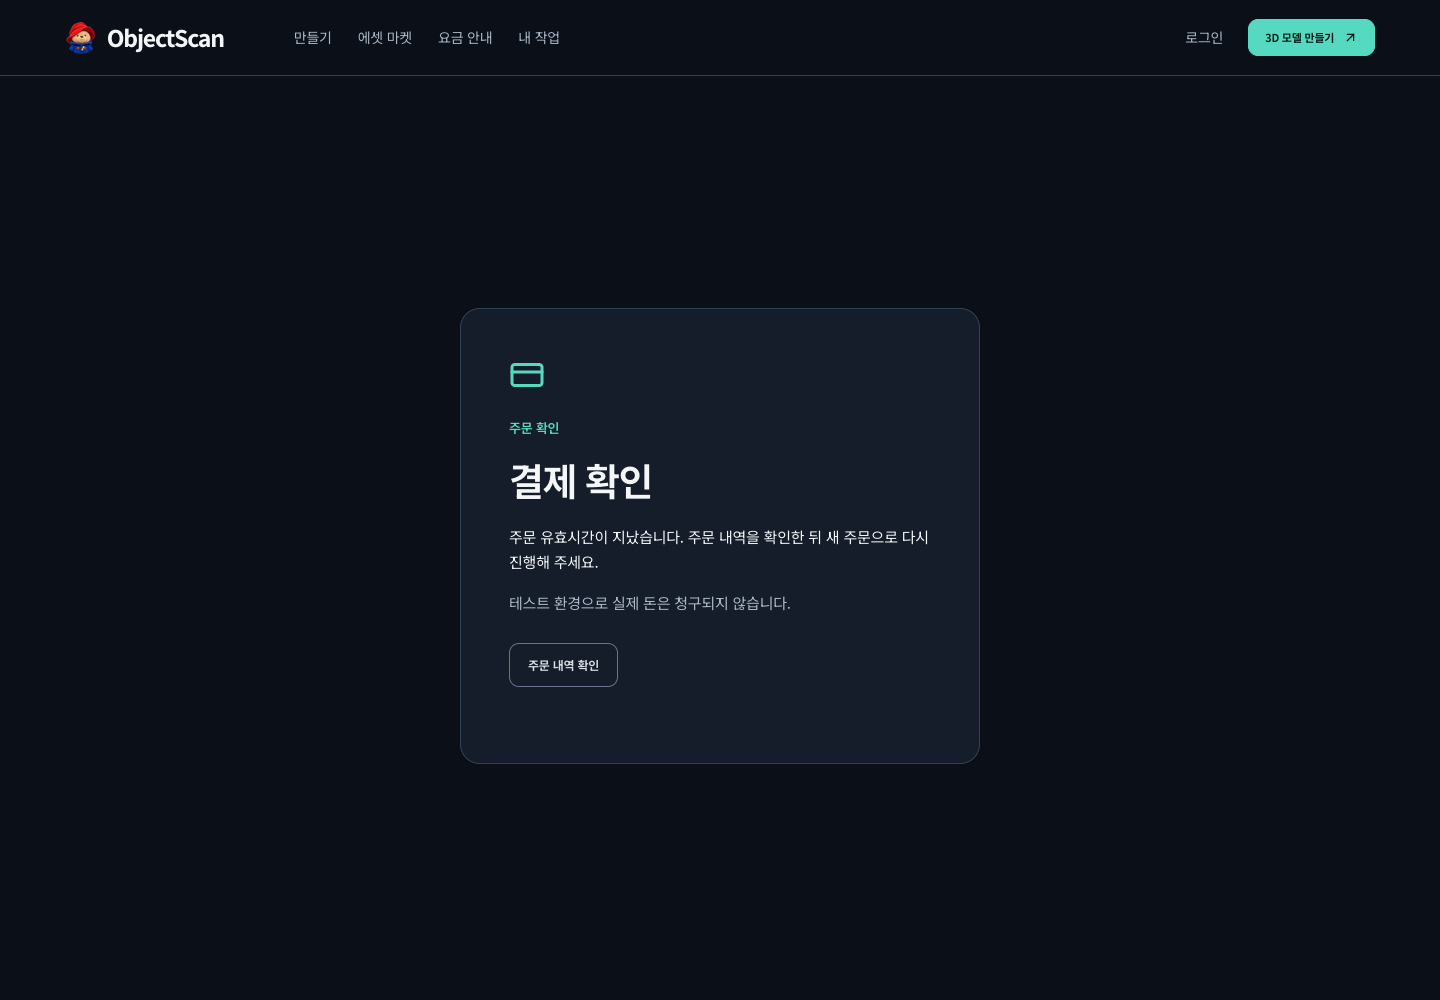 ObjectScan
만들기
에셋 마켓
요금 안내
내 작업
로그인
3D 모델 만들기
주문 확인
결제 확인
주문 유효시간이 지났습니다. 주문 내역을 확인한 뒤 새 주문으로 다시
진행해 주세요.
테스트 환경으로 실제 돈은 청구되지 않습니다.
주문 내역 확인